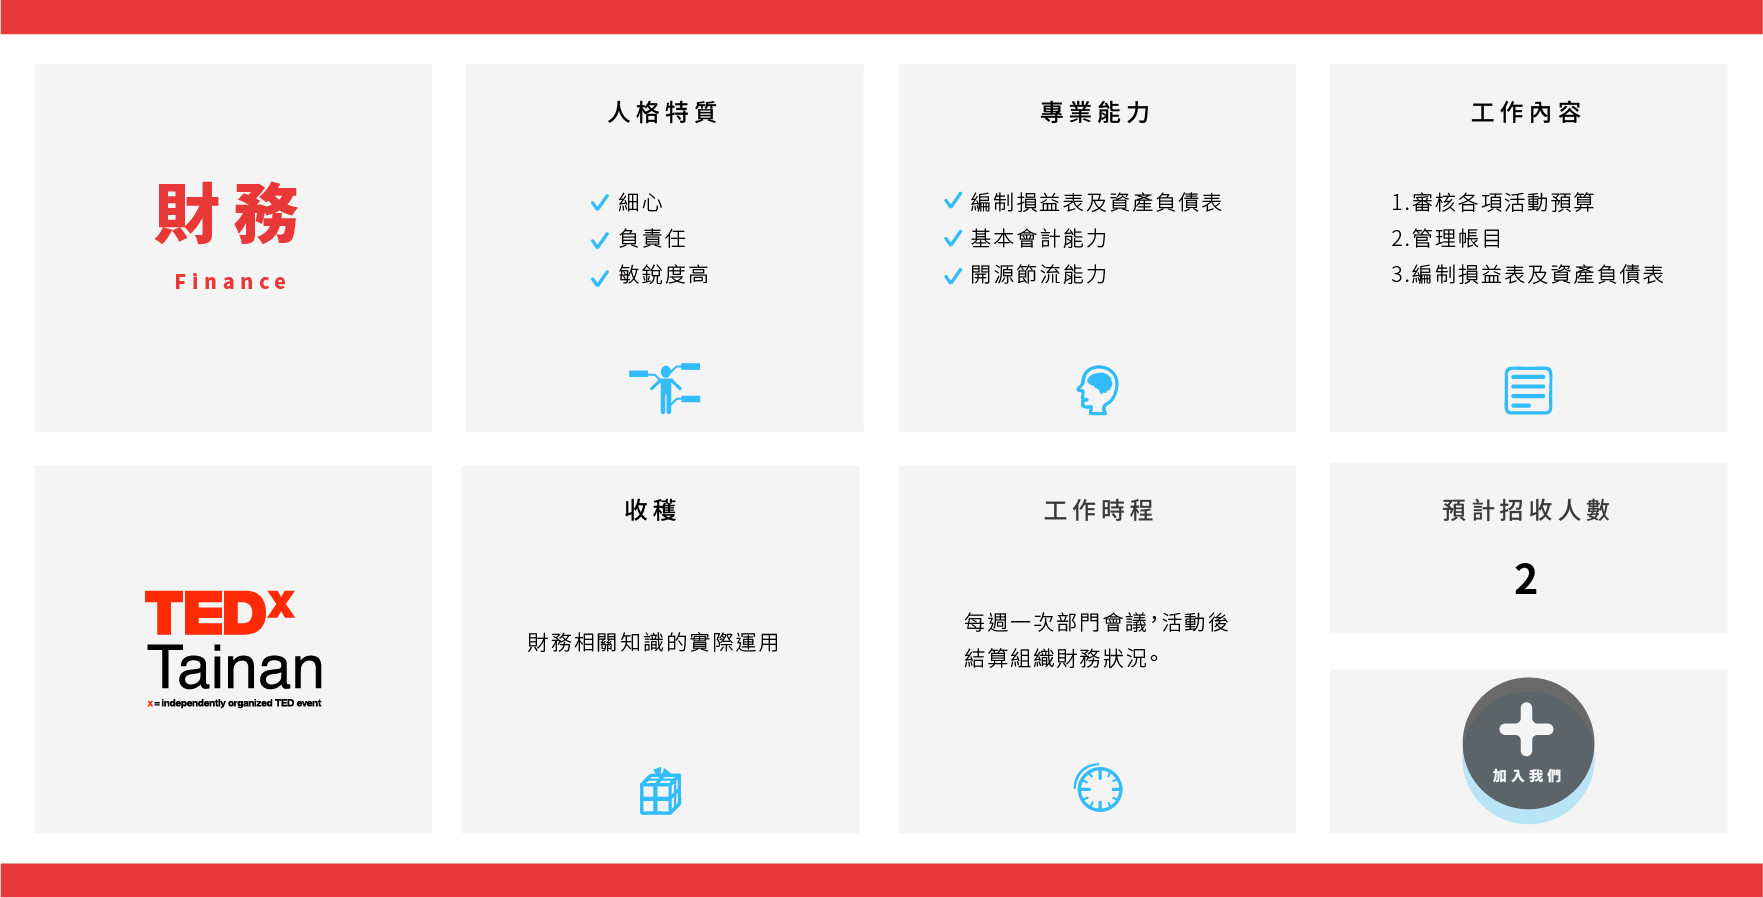 財務
Finance
人格特質
細心
負責任
敏銳度高
專業能力
編制損益表及資產負債表
基本會計能力
開源節流能力
工作內容
1.審核各項活動預算
2.管理帳目
3.編制損益表及資產負債表
TEDx
Tainan
x = independently organized TED event
收穫
財務相關知識的實際運用
工作時程
每週一次部門會議，活動後
結算組織財務狀況。
預計招收人數
2
加入我們